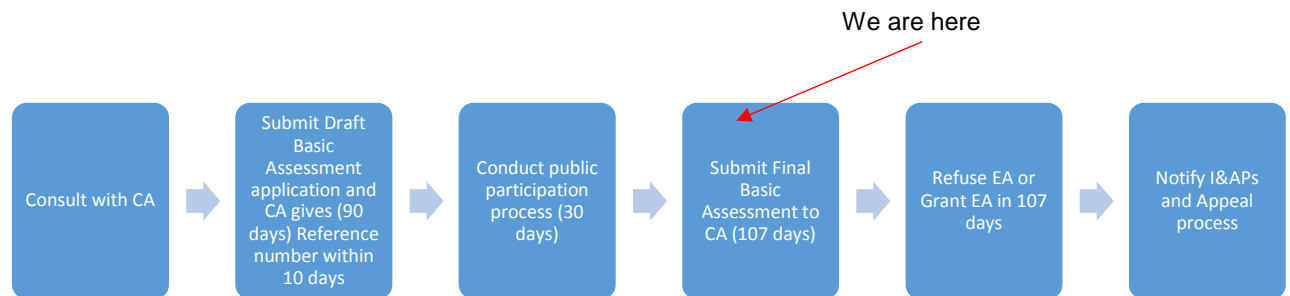 We are here
Consult with CA
Submit Draft
Basic
Assessment
application and
CA gives (90
days) Reference
number within
10 days
Conduct public
participation
process (30
days)
Submit Final
Basic
Assessment to
CA (107 days)
Refuse EA or
Grant EA in 107
days
Notify I&APs
and Appeal
process